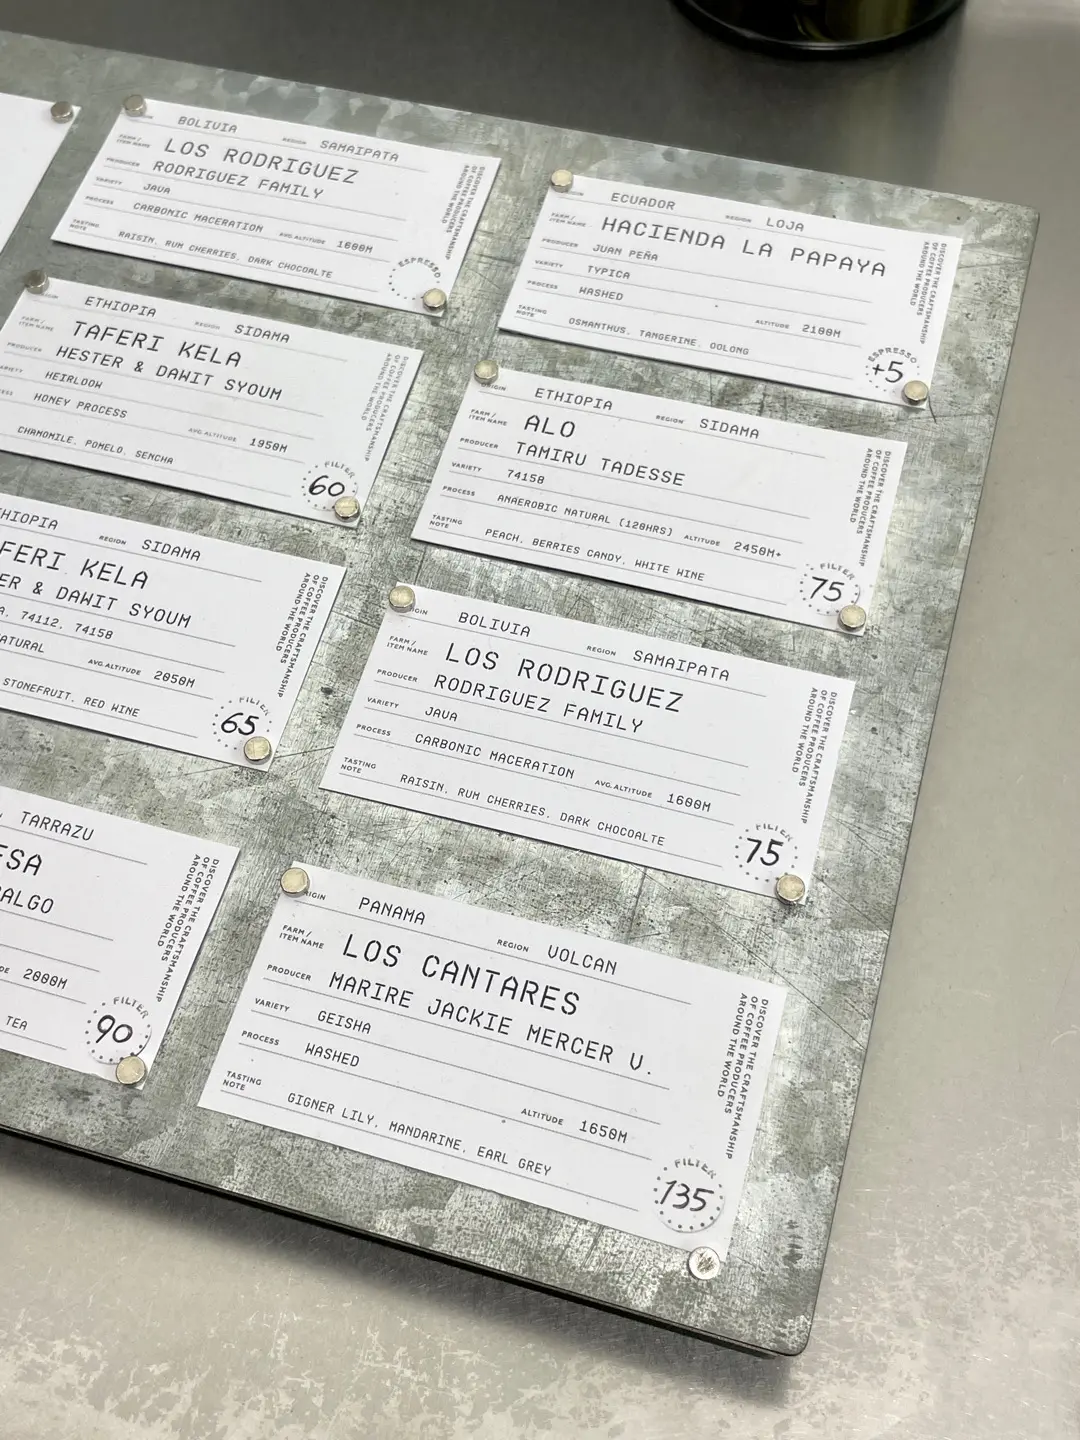 BOLIVIA REGION SAMAIPATA
FARM / ITEM NAME LOS RODRIGUEZ
PRODUCER RODRIGUEZ FAMILY
VARIETY JAVA
PROCESS CARBONIC MACERATION AVG.ALTITUDE 1600M
TASTING NOTE RAISIN, RUM CHERRIES, DARK CHOCOALTE
DISCOVER THE CRAFTSMANSHIP
OF COFFEE PRODUCERS
AROUND THE WORLD
ESPRESSO
ECUADOR REGION LOJA
FARM / ITEM NAME HACIENDA LA PAPAYA
PRODUCER JUAN PEÑA
VARIETY TYPICA
PROCESS WASHED
ALTITUDE 2100M
TASTING NOTE OSMANTHUS, TANGERINE, OOLONG
DISCOVER THE CRAFTSMANSHIP
OF COFFEE PRODUCERS
AROUND THE WORLD
ESPRESSO
+5
ETHIOPIA REGION SIDAMA
FARM / ITEM NAME TAFERI KELA
PRODUCER HESTER & DAWIT SYOUM
VARIETY HEIRLOOM
PROCESS HONEY PROCESS AVG.ALTITUDE 1950M
CHAMOMILE, POMELO, SENCHA
DISCOVER THE CRAFTSMANSHIP
OF COFFEE PRODUCERS
AROUND THE WORLD
FILTER
60
ORIGIN ETHIOPIA REGION SIDAMA
FARM / ITEM NAME ALO
PRODUCER TAMIRU TADESSE
VARIETY 74158
PROCESS ANAEROBIC NATURAL (120HRS) ALTITUDE 2450M+
TASTING NOTE PEACH, BERRIES CANDY, WHITE WINE
DISCOVER THE CRAFTSMANSHIP
OF COFFEE PRODUCERS
AROUND THE WORLD
FILTER
75
HIOPIA REGION SIDAMA
FERI KELA
ER & DAWIT SYOUM
A, 74112, 74158
ATURAL AVG.ALTITUDE 2050M
STONEFRUIT, RED WINE
DISCOVER THE CRAFTSMANSHIP
OF COFFEE PRODUCERS
AROUND THE WORLD
FILTER
65
BOLIVIA REGION SAMAIPATA
FARM / ITEM NAME LOS RODRIGUEZ
PRODUCER RODRIGUEZ FAMILY
VARIETY JAVA
PROCESS CARBONIC MACERATION AVG.ALTITUDE 1600M
TASTING NOTE RAISIN, RUM CHERRIES, DARK CHOCOALTE
DISCOVER THE CRAFTSMANSHIP
OF COFFEE PRODUCERS
AROUND THE WORLD
FILTER
75
, TARRAZU
ESA
ALGO
DE 2000M
TEA
DISCOVER THE CRAFTSMANSHIP
OF COFFEE PRODUCERS
AROUND THE WORLD
FILTER
90
RIGIN PANAMA REGION VOLCAN
FARM / ITEM NAME LOS CANTARES
PRODUCER MARIRE JACKIE MERCER V.
VARIETY GEISHA
PROCESS WASHED
ALTITUDE 1650M
TASTING NOTE GIGNER LILY, MANDARINE, EARL GREY
DISCOVER THE CRAFTSMANSHIP
OF COFFEE PRODUCERS
AROUND THE WORLD
FILTER
135